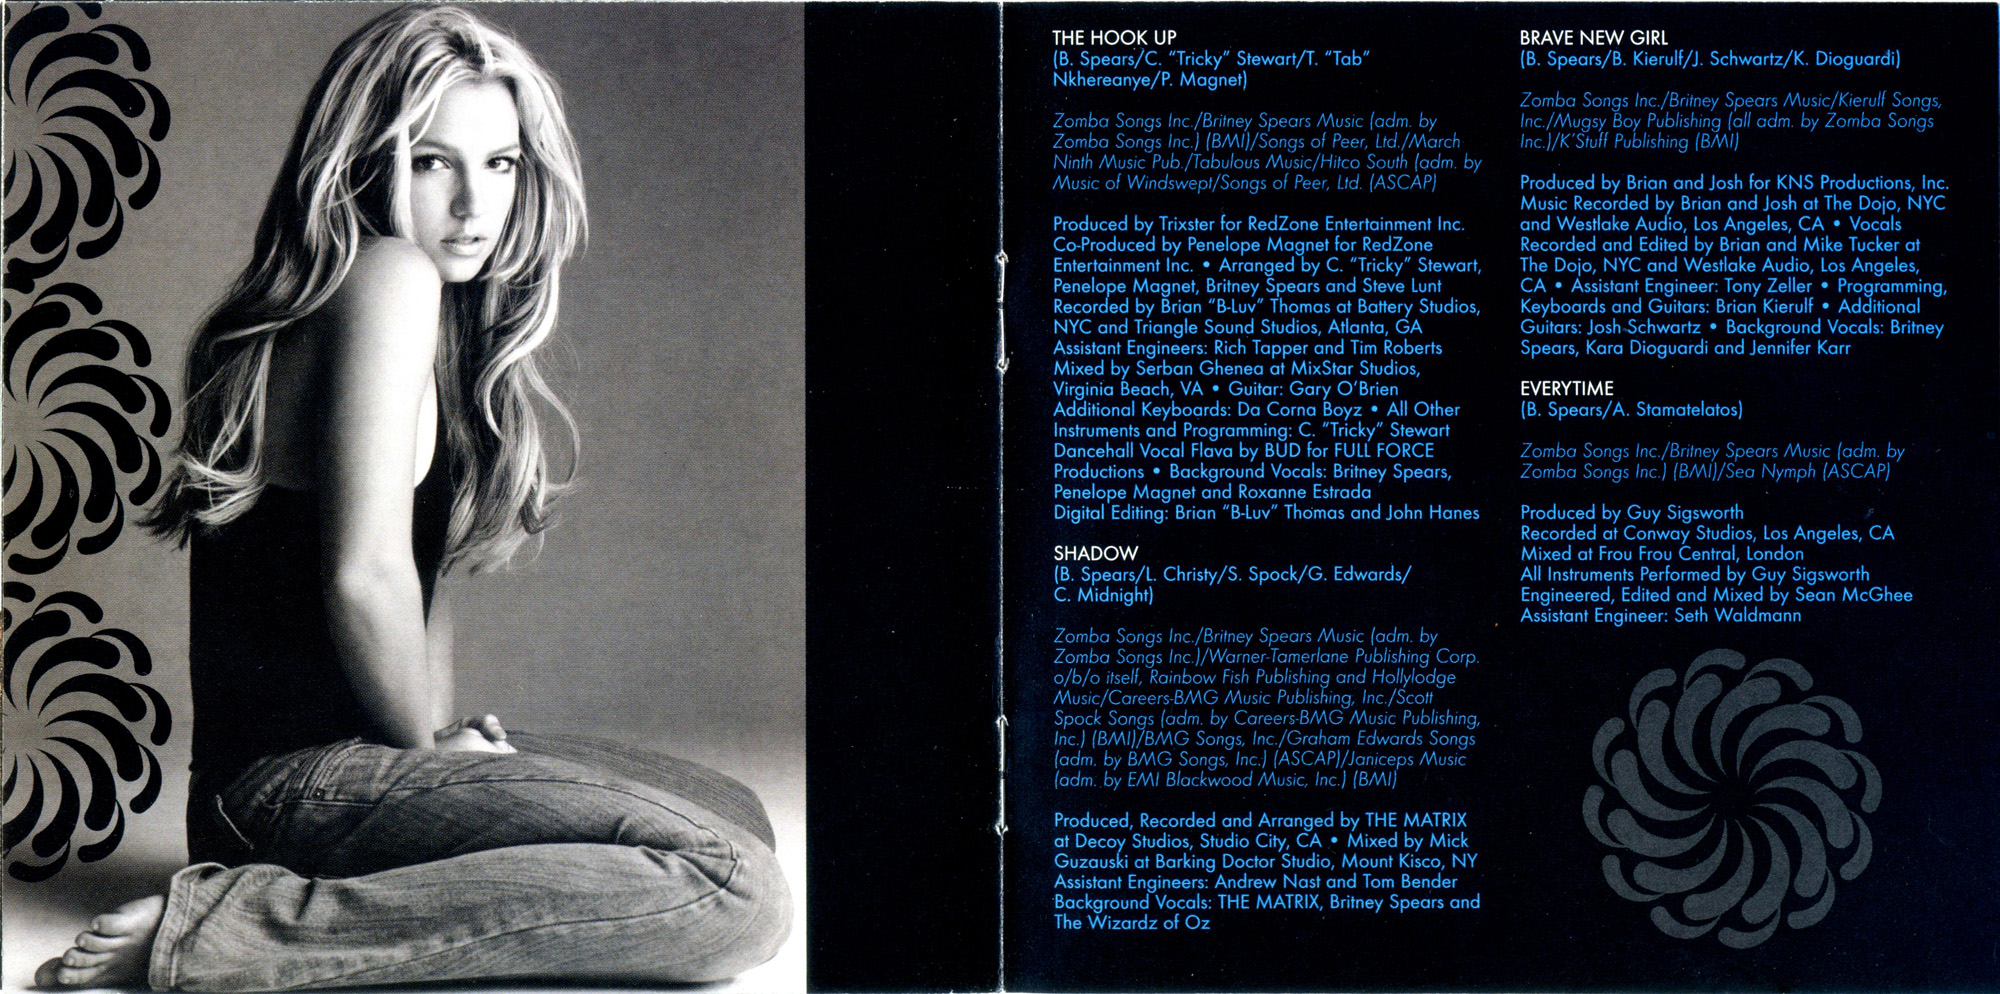 THE HOOK UP
(B. Spears/C. “Tricky” Stewart/T. “Tab”
Nkhereanye/P. Magnet)
Zomba Songs Inc./Britney Spears Music (adm. by
Zomba Songs Inc.) (BMI)/Songs of Peer, Ltd./March
Ninth Music Pub./Tabulous Music/Hitco South (adm. by
Music of Windswept/Songs of Peer, Ltd. (ASCAP)
Produced by Trixster for RedZone Entertainment Inc.
Co-Produced by Penelope Magnet for RedZone
Entertainment Inc. • Arranged by C. “Tricky” Stewart,
Penelope Magnet, Britney Spears and Steve Lunt
Recorded by Brian “B-Luv” Thomas at Battery Studios,
NYC and Triangle Sound Studios, Atlanta, GA
Assistant Engineers: Rich Tapper and Tim Roberts
Mixed by Serban Ghenea at MixStar Studios,
Virginia Beach, VA • Guitar: Gary O’Brien
Additional Keyboards: Da Corna Boyz • All Other
Instruments and Programming: C. “Tricky” Stewart
Dancehall Vocal Flava by BUD for FULL FORCE
Productions • Background Vocals: Britney Spears,
Penelope Magnet and Roxanne Estrada
Digital Editing: Brian “B-Luv” Thomas and John Hanes
SHADOW
(B. Spears/L. Christy/S. Spock/G. Edwards/
C. Midnight)
Zomba Songs Inc./Britney Spears Music (adm. by
Zomba Songs Inc.)/Warner-Tamerlane Publishing Corp.
o/b/o itself, Rainbow Fish Publishing and Hollylodge
Music/Careers-BMG Music Publishing, Inc./Scott
Spock Songs (adm. by Careers-BMG Music Publishing,
Inc.) (BMI)/BMG Songs, Inc./Graham Edwards Songs
(adm. by BMG Songs, Inc.) (ASCAP)/Janiceps Music
(adm. by EMI Blackwood Music, Inc.) (BMI)
Produced, Recorded and Arranged by THE MATRIX
at Decoy Studios, Studio City, CA • Mixed by Mick
Guzauski at Barking Doctor Studio, Mount Kisco, NY
Assistant Engineers: Andrew Nast and Tom Bender
Background Vocals: THE MATRIX, Britney Spears and
The Wizardz of Oz
BRAVE NEW GIRL
(B. Spears/B. Kierulf/J. Schwartz/K. Dioguardi)
Zomba Songs Inc./Britney Spears Music/Kierulf Songs,
Inc./Mugsy Boy Publishing (all adm. by Zomba Songs
Inc.)/K’Stuff Publishing (BMI)
Produced by Brian and Josh for KNS Productions, Inc.
Music Recorded by Brian and Josh at The Dojo, NYC
and Westlake Audio, Los Angeles, CA • Vocals
Recorded and Edited by Brian and Mike Tucker at
The Dojo, NYC and Westlake Audio, Los Angeles,
CA • Assistant Engineer: Tony Zeller • Programming,
Keyboards and Guitars: Brian Kierulf • Additional
Guitars: Josh Schwartz • Background Vocals: Britney
Spears, Kara Dioguardi and Jennifer Karr
EVERYTIME
(B. Spears/A. Stamatelatos)
Zomba Songs Inc./Britney Spears Music (adm. by
Zomba Songs Inc.) (BMI)/Sea Nymph (ASCAP)
Produced by Guy Sigsworth
Recorded at Conway Studios, Los Angeles, CA
Mixed at Frou Frou Central, London
All Instruments Performed by Guy Sigsworth
Engineered, Edited and Mixed by Sean McGhee
Assistant Engineer: Seth Waldmann